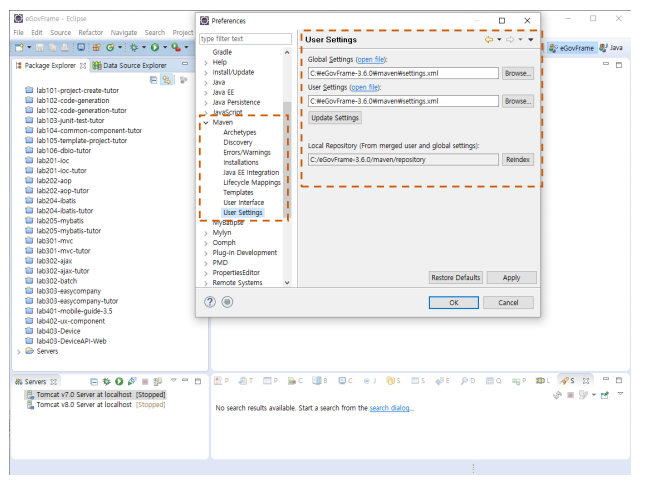 eGovFrame - Eclipse
File Edit Source Refactor Navigate Search Project
eGovFrame Java
Package Explorer Data Source Explorer
lab101-project-create-tutor
lab102-code-generation
lab102-code-generation-tutor
lab103-junit-test-tutor
lab104-common-component-tutor
lab105-template-project-tutor
lab106-dbio-tutor
lab201-ioc
lab201-ioc-tutor
lab202-aop
lab202-aop-tutor
lab204-ibatis
lab204-ibatis-tutor
lab205-mybatis
lab205-mybatis-tutor
lab301-mvc
lab301-mvc-tutor
lab302-ajax
lab302-ajax-tutor
lab302-batch
lab303-easycompany
lab303-easycompany-tutor
lab401-mobile-guide-3.5
lab402-ux-component
lab403-Device
lab403-DeviceAPI-Web
Servers
Preferences
type filter text
Gradle
Help
Install/Update
Java
Java EE
Java Persistence
JavaScript
Maven
Archetypes
Discovery
Errors/Warnings
Installations
Java EE Integration
Lifecycle Mappings
Templates
User Interface
User Settings
MyBatipse
Mylyn
Oomph
Plug-in Development
PMD
PropertiesEditor
Remote Systems
User Settings
Global Settings (open file):
C:₩eGovFrame-3.6.0₩maven₩settings.xml Browse...
User Settings (open file):
C:₩eGovFrame-3.6.0₩maven₩settings.xml Browse...
Update Settings
Local Repository (From merged user and global settings):
C:/eGovFrame-3.6.0/maven/repository Reindex
Restore Defaults Apply
OK Cancel
Servers
Tomcat v7.0 Server at localhost [Stopped]
Tomcat v8.0 Server at localhost [Stopped]
P T P C B C J S S E D Q P L S
No search results available. Start a search from the search dialog...